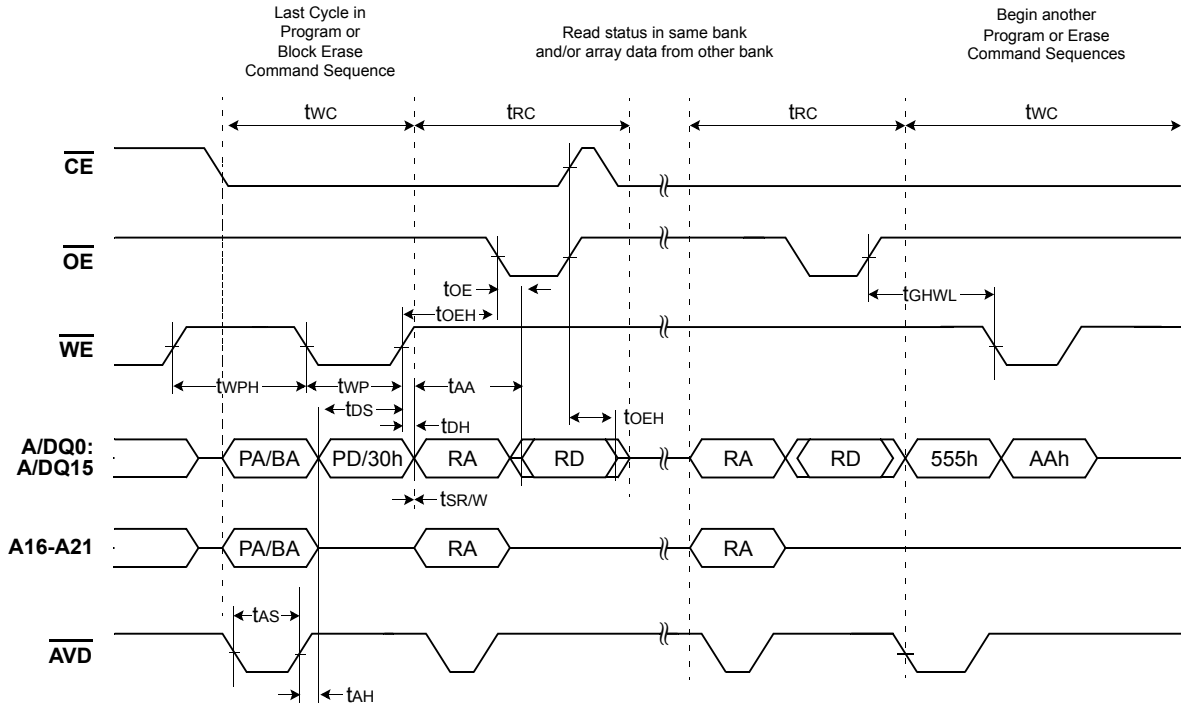 Last Cycle in
Program or
Block Erase
Command Sequence
Read status in same bank
and/or array data from other bank
Begin another
Program or Erase
Command Sequences
tWC
tRC
tRC
tWC
CE
OE
tOE
tGHWL
tOEH
WE
tWPH
tWP
tAA
tDS
tOEH
tDH
A/DQ0:
A/DQ15
PA/BA
PD/30h
RA
RD
RA
RD
555h
AAh
tSR/W
A16-A21
PA/BA
RA
RA
tAS
AVD
tAH